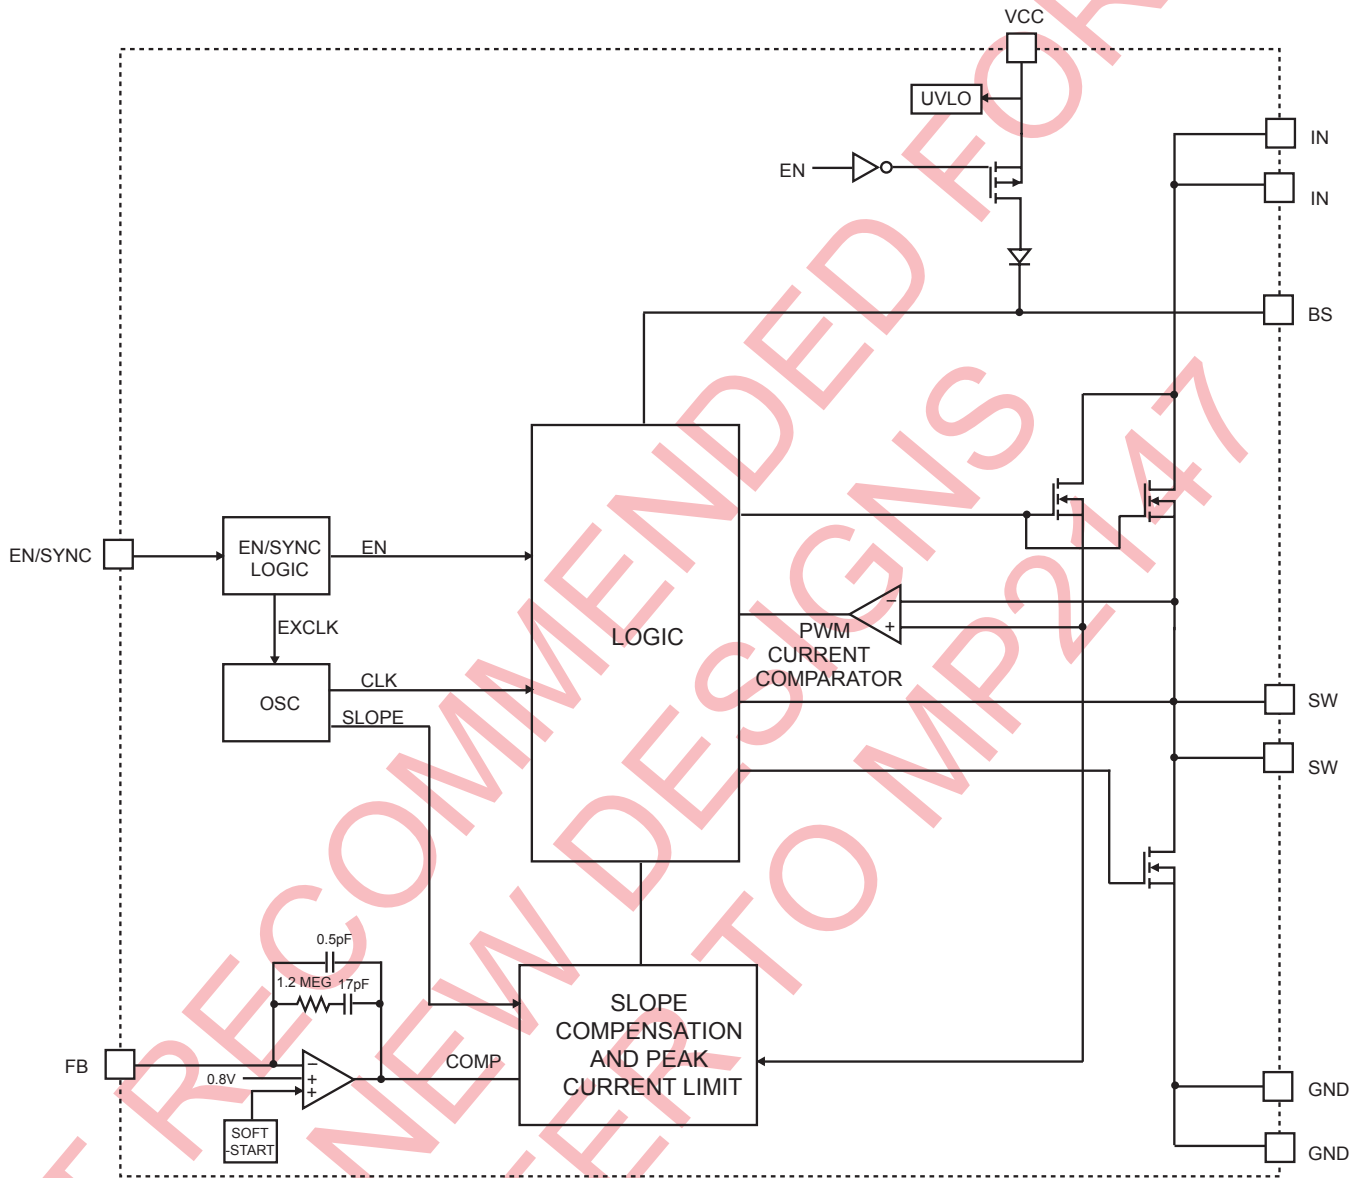 VCC
UVLO
IN
EN
IN
BS
EN/SYNC
EN/SYNC
LOGIC
EN
EXCLK
LOGIC
−
+
PWM
CURRENT
COMPARATOR
OSC
CLK
SLOPE
SW
SW
0.5pF
1.2 MEG
17pF
FB
−
+
+
0.8V
SOFT
-START
COMP
SLOPE
COMPENSATION
AND PEAK
CURRENT LIMIT
GND
GND
T RECOMMENDED FOR
NEW DESIGNS
ER TO MP2147